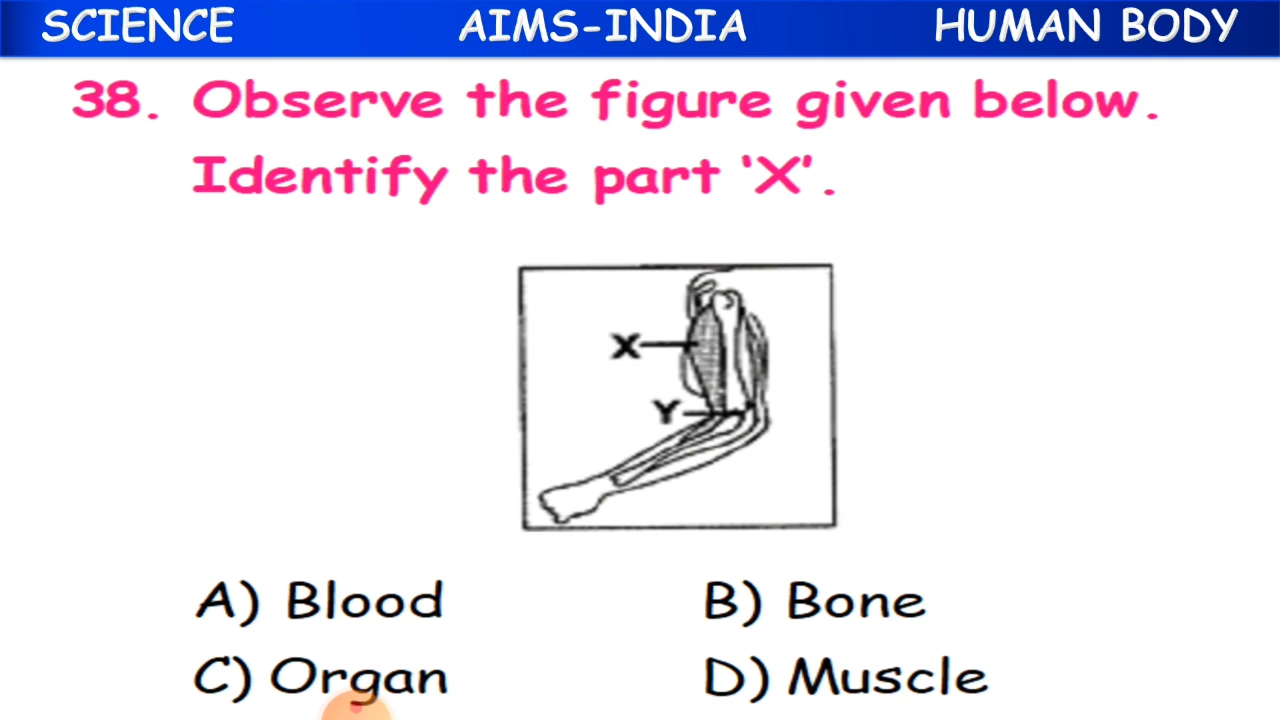 SCIENCE AIMS-INDIA HUMAN BODY
38. Observe the figure given below.
Identify the part ‘X’.
X
Y
A) Blood B) Bone
C) Organ D) Muscle